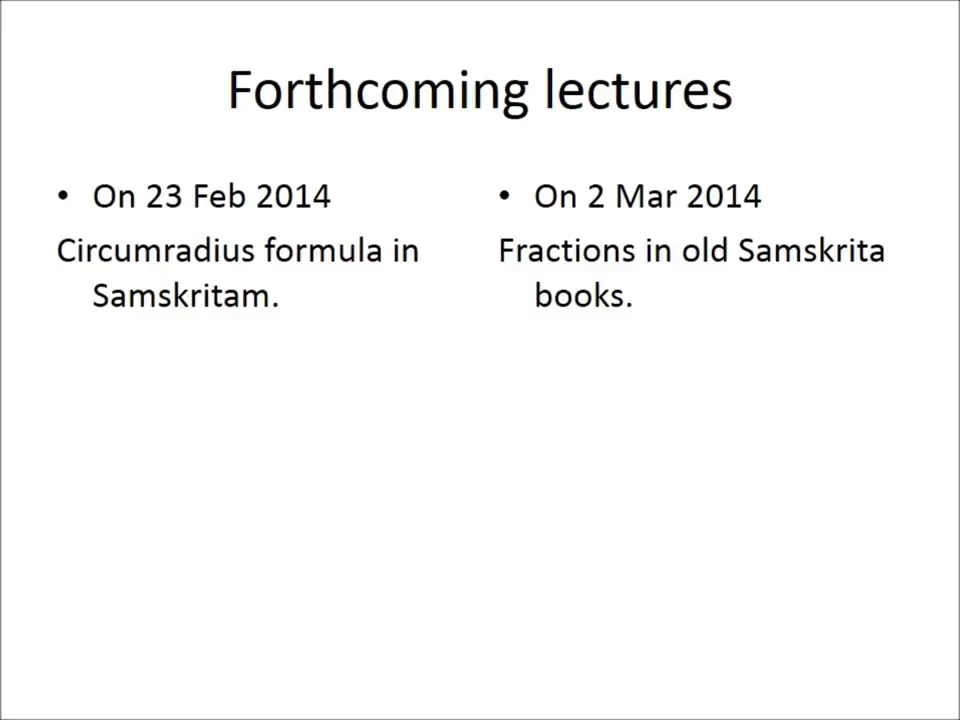 Forthcoming lectures
• On 23 Feb 2014
Circumradius formula in
Samskritam.
• On 2 Mar 2014
Fractions in old Samskrita
books.